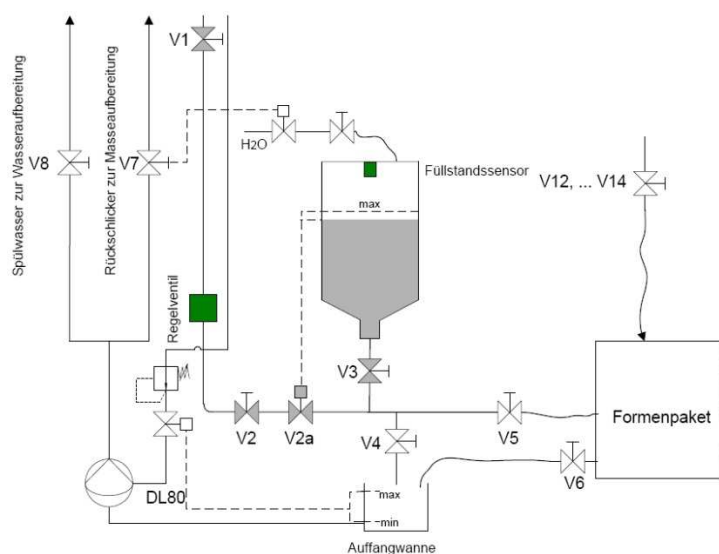 V1
Spülwasser zur Wasseraufbereitung
Rückschlicker zur Masseaufbereitung
V8
V7
H2O
Füllstandssensor
V12, ... V14
max
Regelventil
V3
Formenpaket
V2
V2a
V4
V5
V6
DL80
max
min
Auffangwanne